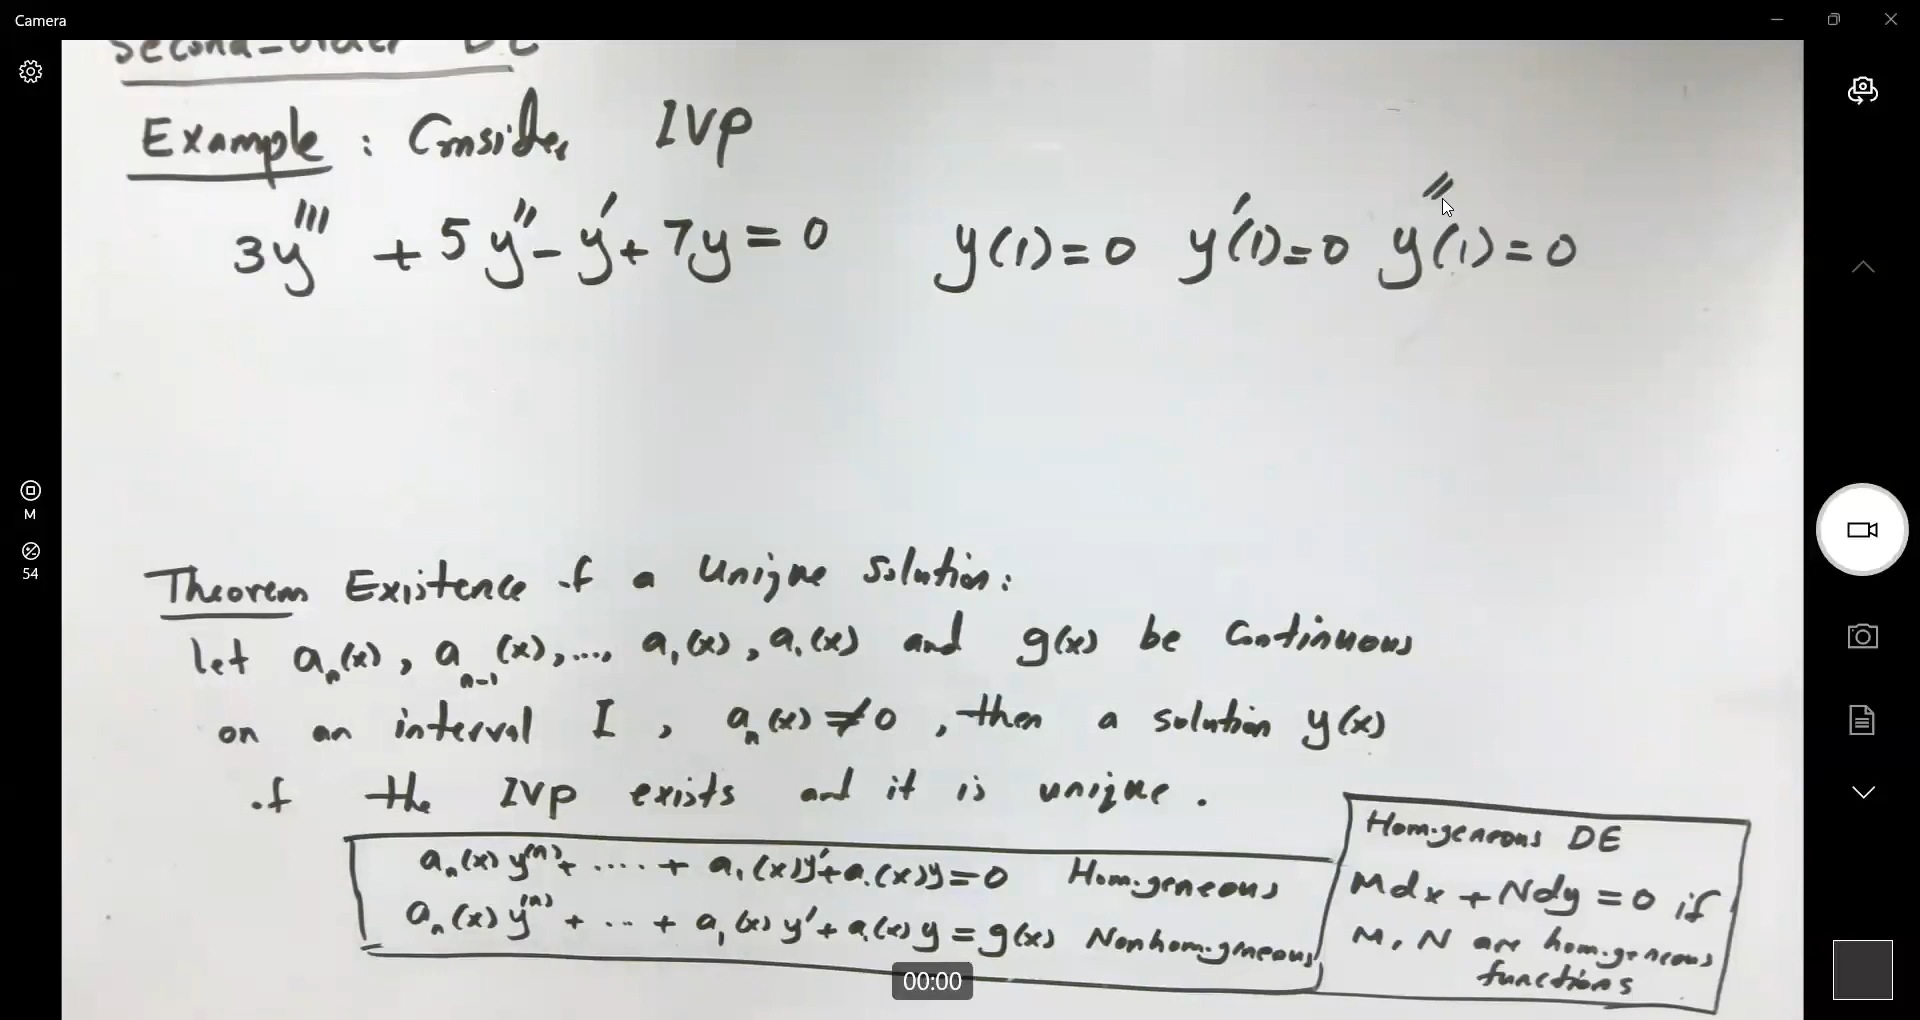 Camera
Second-Order DE
Example : Consider IVP
3y''' + 5y'' - y' + 7y = 0 y(1) = 0 y'(1) = 0 y''(1) = 0
M
54
Theorem Existence of a Unique Solution:
let aₙ(x), aₙ₋₁(x), ..., a₁(x), a₀(x) and g(x) be continuous
on an interval I, aₙ(x) ≠ 0, then a solution y(x)
of the IVP exists and it is unique.
aₙ(x) y⁽ⁿ⁾ + .... + a₁(x)y' + a₀(x)y = 0 Homogeneous
aₙ(x) y⁽ⁿ⁾ + ... + a₁(x) y' + a₀(x) y = g(x) Nonhomogeneous
Homogeneous DE
Mdx + Ndy = 0 if
M, N are homogeneous
functions
00:00